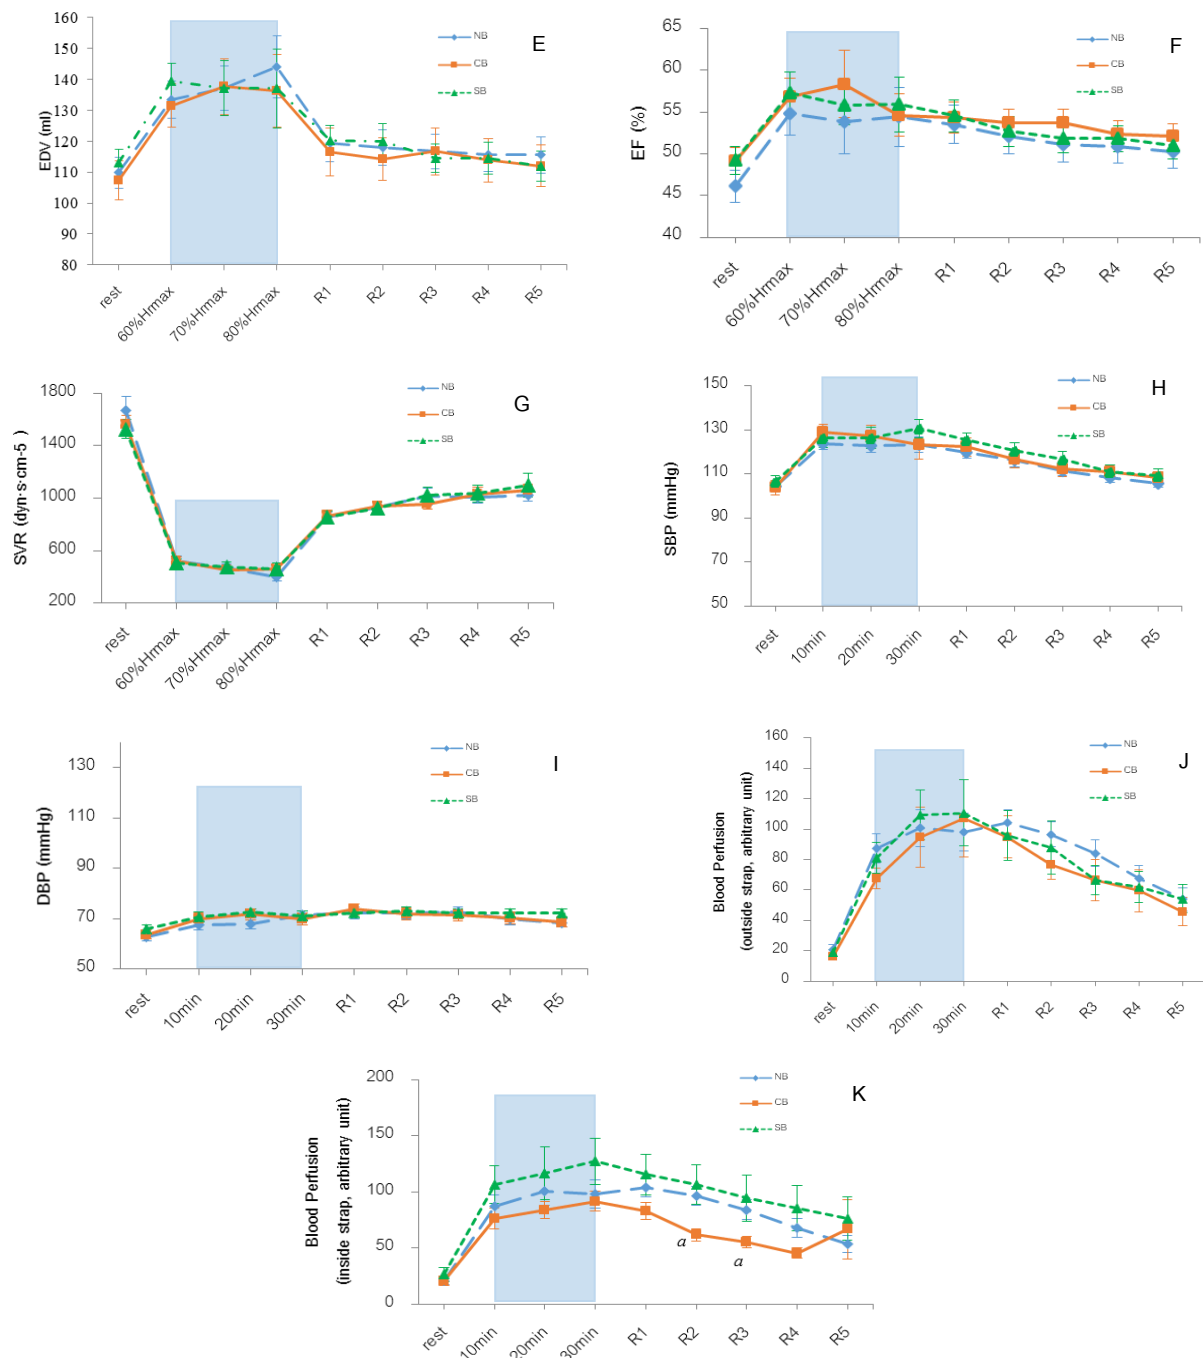 E
EDV (ml)
160
150
140
130
120
110
100
90
80
rest
60%Hrmax
70%Hrmax
80%Hrmax
R1
R2
R3
R4
R5
NB
CB
SB
F
EF (%)
65
60
55
50
45
40
rest
60%Hrmax
70%Hrmax
80%Hrmax
R1
R2
R3
R4
R5
NB
CB
SB
G
SVR (dyn·s·cm-5)
1800
1400
1000
600
200
rest
60%Hrmax
70%Hrmax
80%Hrmax
R1
R2
R3
R4
R5
NB
CB
SB
H
SBP (mmHg)
150
130
110
90
70
50
rest
10min
20min
30min
R1
R2
R3
R4
R5
NB
CB
SB
I
DBP (mmHg)
130
110
90
70
50
rest
10min
20min
30min
R1
R2
R3
R4
R5
NB
CB
SB
J
Blood Perfusion
(outside strap, arbitrary unit)
160
140
120
100
80
60
40
20
0
rest
10min
20min
30min
R1
R2
R3
R4
R5
NB
CB
SB
K
Blood Perfusion
(inside strap, arbitrary unit)
200
150
100
50
0
rest
10min
20min
30min
R1
R2
R3
R4
R5
NB
CB
SB
a
a